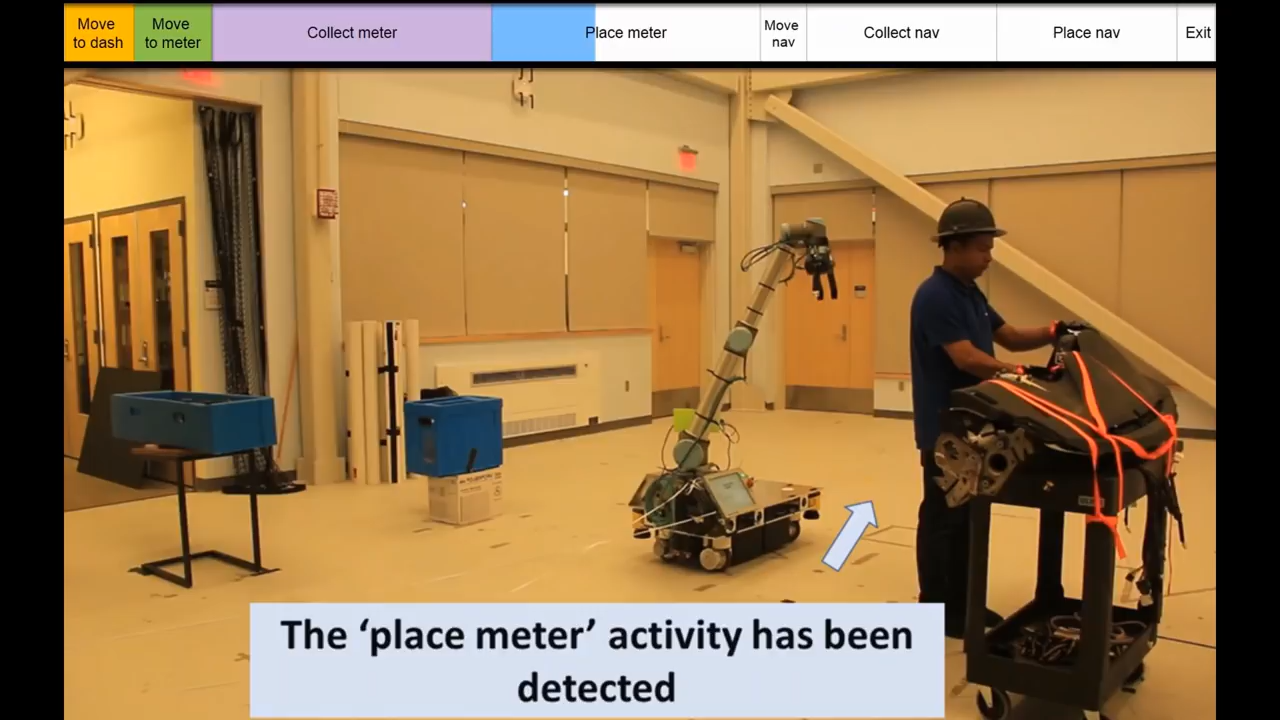 Move to dash
Move to meter
Collect meter
Place meter
Move nav
Collect nav
Place nav
Exit
The ‘place meter’ activity has been
detected